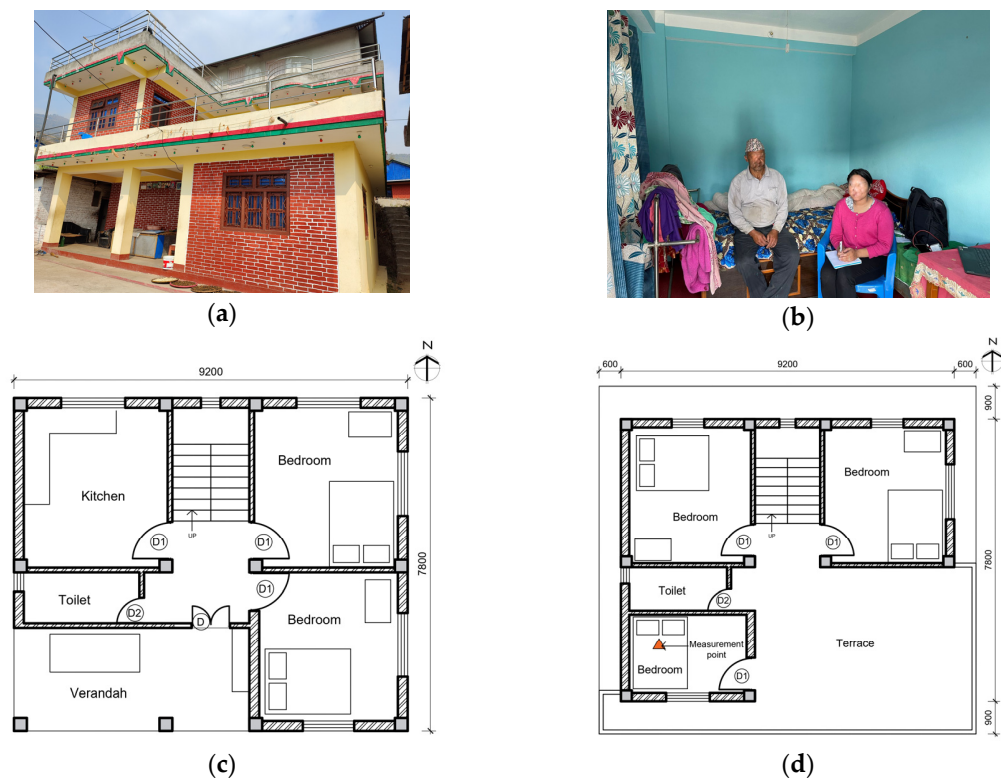 (a)
(b)
N
9200
Kitchen
Bedroom
UP
D1
D1
D1
Toilet
D2
D
Bedroom
Verandah
7800
(c)
N
600
9200
600
900
Bedroom
Bedroom
UP
D1
D1
7800
Toilet
D2
Measurement
point
Bedroom
D1
Terrace
900
(d)